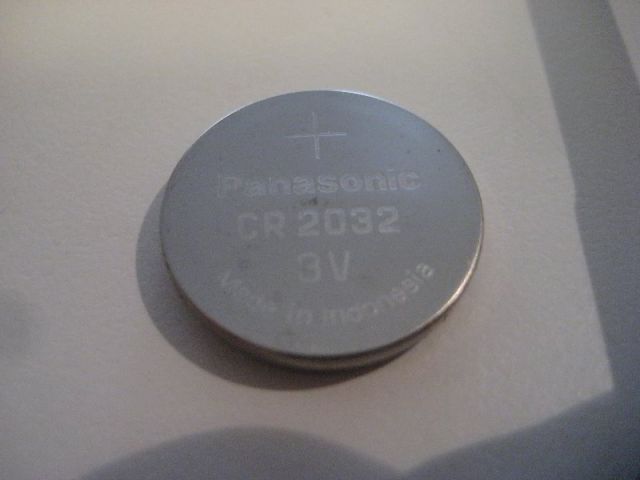 +
Panasonic
CR 2032
3V
Made in Indonesia